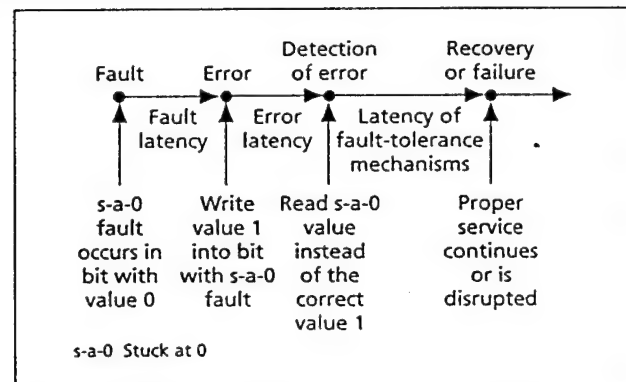 Detection Recovery
Fault Error of error or failure
Fault Error Latency of
latency latency fault-tolerance
mechanisms
s-a-0 Write Read s-a-0 Proper
fault value 1 value service
occurs in into bit instead continues
bit with with s-a-0 of the or is
value 0 fault correct disrupted
value 1
s-a-0 Stuck at 0